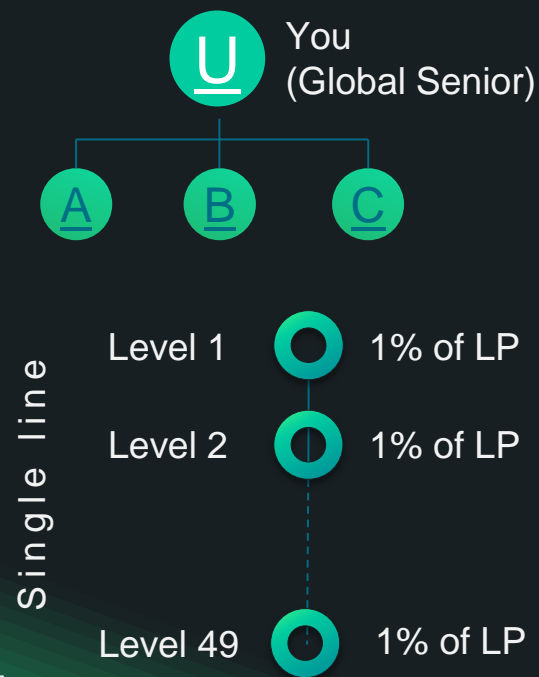 U
You
(Global Senior)
A
B
C
Single line
Level 1
1% of LP
Level 2
1% of LP
Level 49
1% of LP